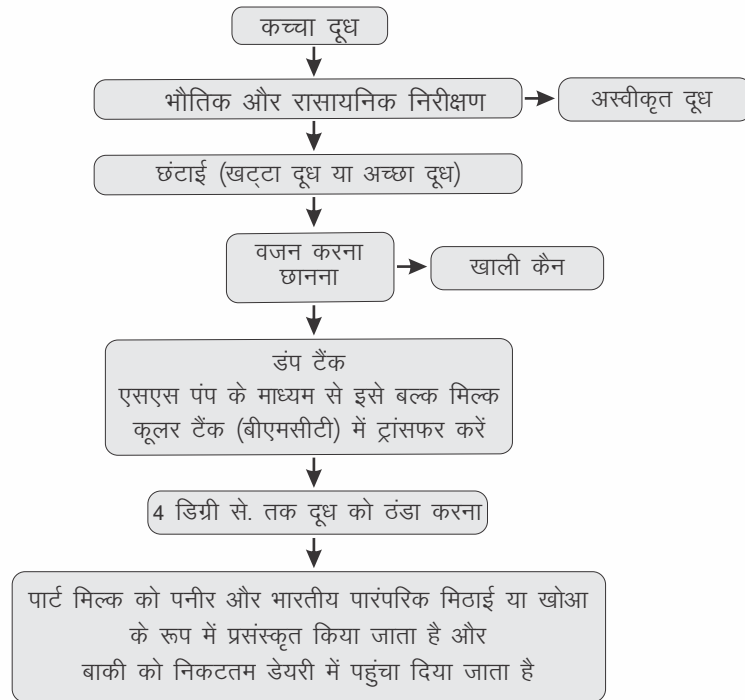 कच्चा दूध
भौतिक और रासायनिक निरीक्षण
अस्वीकृत दूध
छंटाई (खट्टा दूध या अच्छा दूध)
वजन करना
छानना
खाली कैन
डंप टैंक
एसएस पंप के माध्यम से इसे बल्क मिल्क
कूलर टैंक (बीएमसीटी) में ट्रांसफर करें
4 डिग्री से. तक दूध को ठंडा करना
पार्ट मिल्क को पनीर और भारतीय पारंपरिक मिठाई या खोआ
के रूप में प्रसंस्कृत किया जाता है और
बाकी को निकटतम डेयरी में पहुंचा दिया जाता है